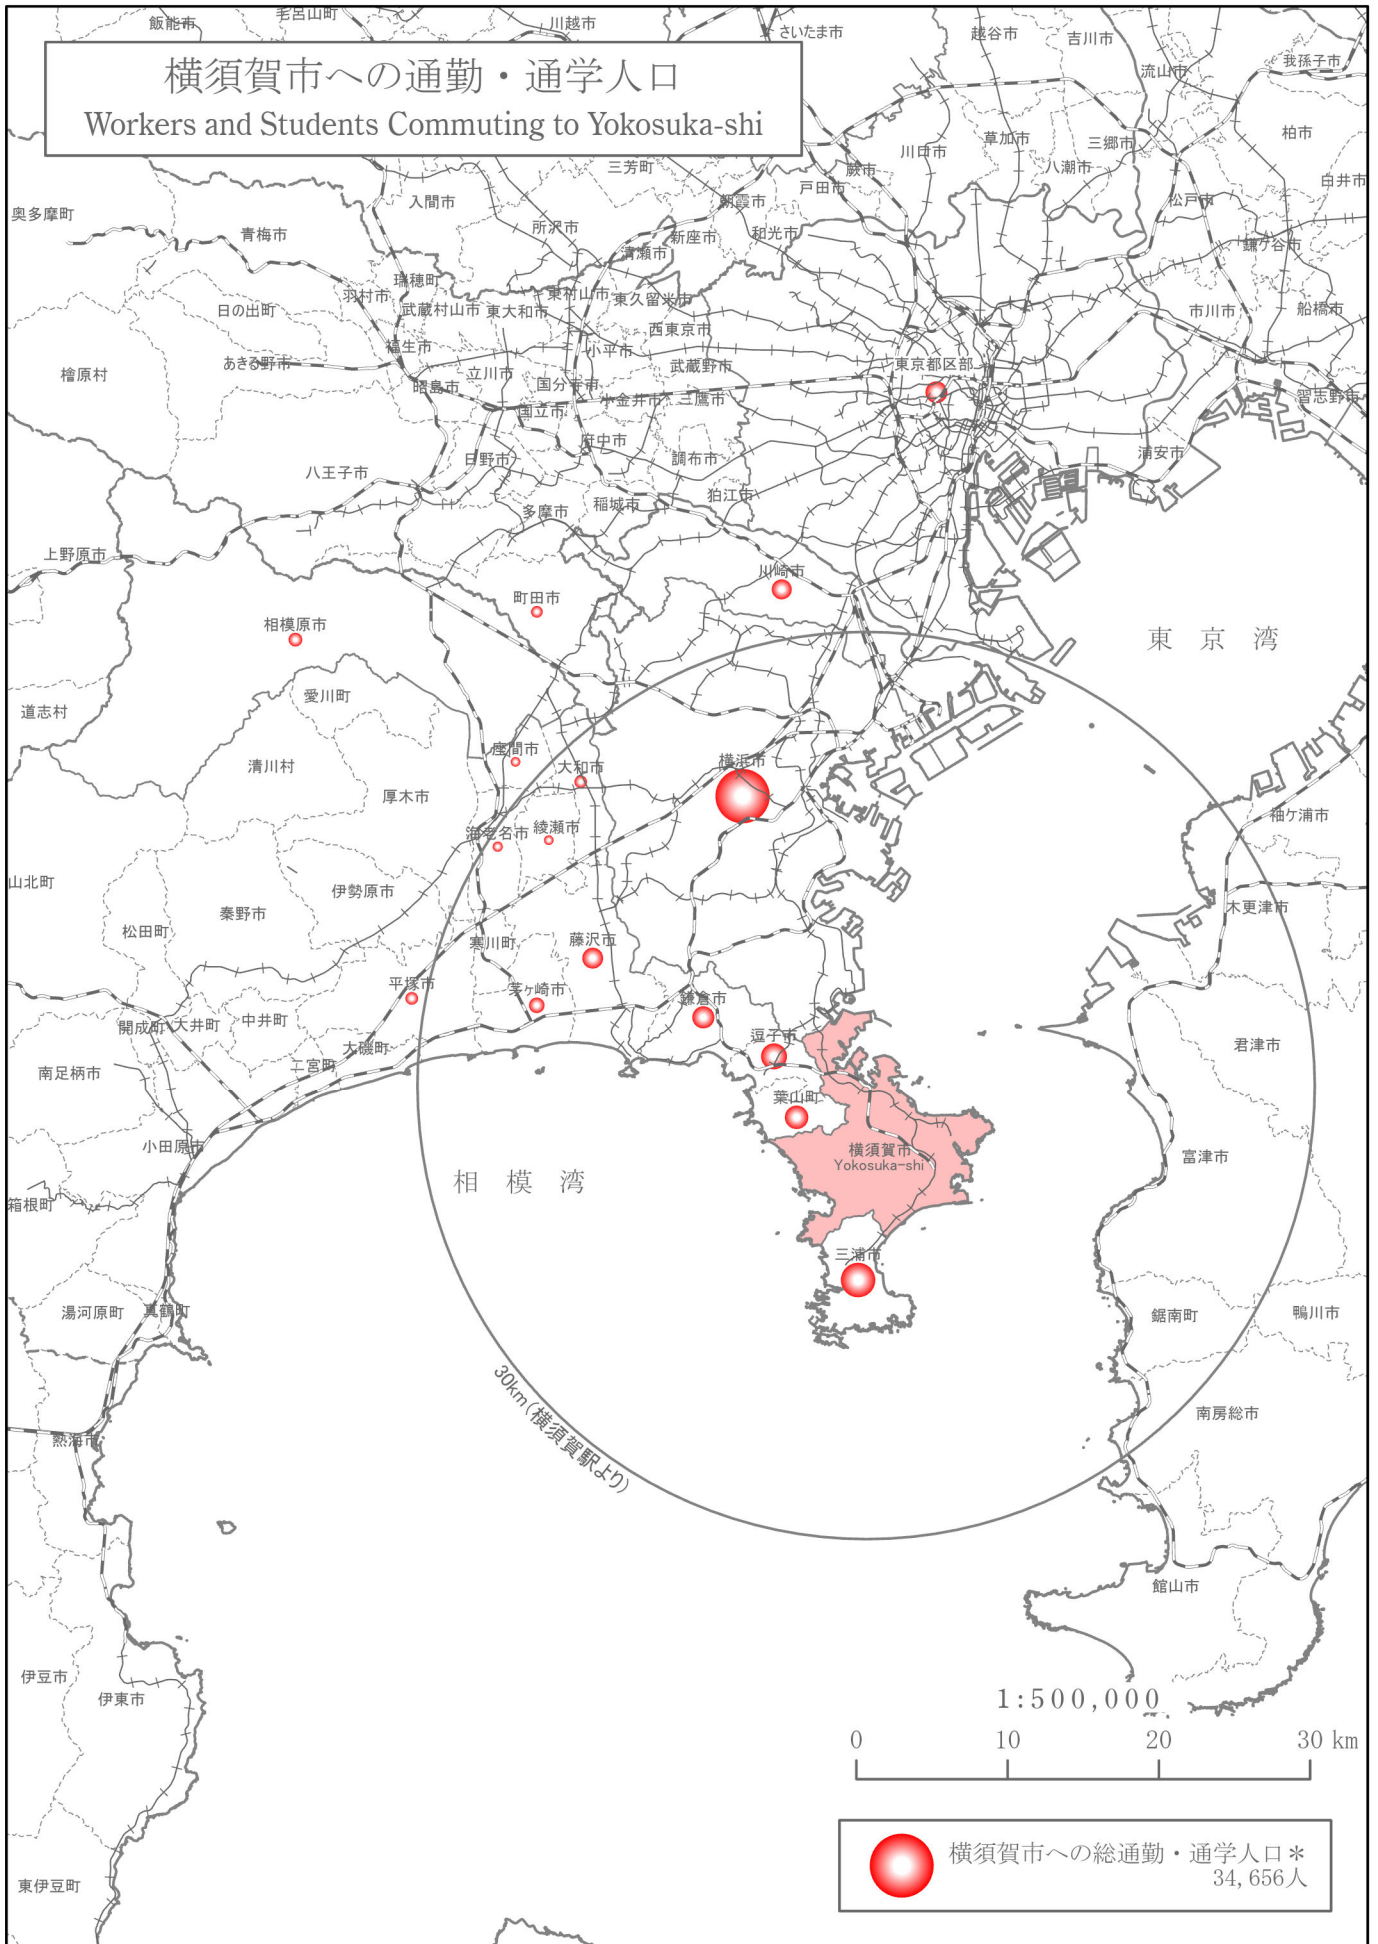 飯能市
毛呂山町
川越市
さいたま市
越谷市
吉川市
流山市
我孫子市
横須賀市への通勤・通学人口
Workers and Students Commuting to Yokosuka-shi
柏市
草加市
三郷市
川口市
八潮市
蕨市
三芳町
戸田市
白井市
入間市
朝霞市
松戸市
奥多摩町
青梅市
所沢市
新座市
和光市
清瀬市
鎌ケ谷市
瑞穂町
羽村市
東村山市
東久留米市
日の出町
武蔵村山市
東大和市
市川市
船橋市
西東京市
福生市
小平市
あきる野市
武蔵野市
東京都区部
檜原村
立川市
昭島市
国分寺市
小金井市
三鷹市
習志野市
国立市
府中市
浦安市
日野市
調布市
八王子市
狛江市
多摩市
稲城市
上野原市
川崎市
町田市
相模原市
東京湾
愛川町
道志村
座間市
横浜市
清川村
大和市
厚木市
袖ケ浦市
海老名市
綾瀬市
山北町
伊勢原市
秦野市
木更津市
松田町
寒川町
藤沢市
平塚市
茅ヶ崎市
鎌倉市
開成町
大井町
中井町
逗子市
大磯町
君津市
二宮町
南足柄市
葉山町
小田原市
横須賀市
Yokosuka-shi
富津市
相模湾
箱根町
三浦市
湯河原町
真鶴町
鋸南町
鴨川市
30km(横須賀駅より)
南房総市
熱海市
館山市
伊豆市
伊東市
1:500,000
0 10 20 30 km
横須賀市への総通勤・通学人口＊
34,656人
東伊豆町